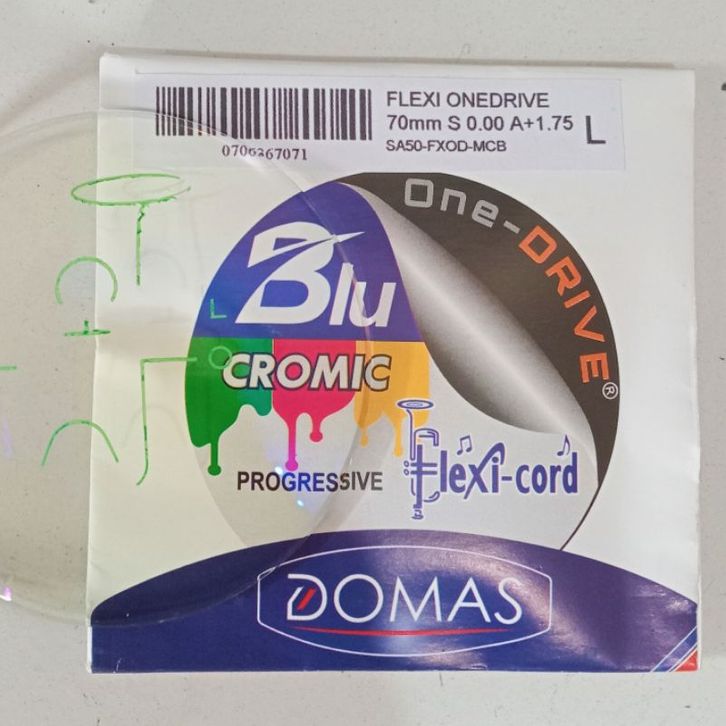 FLEXI ONEDRIVE
70mm S 0.00 A+1.75 L
SA50-FXOD-MCB
0706367071
One-DRIVE®
Blu
CROMIC
PROGRESSIVE
Flexi-cord
DOMAS
L